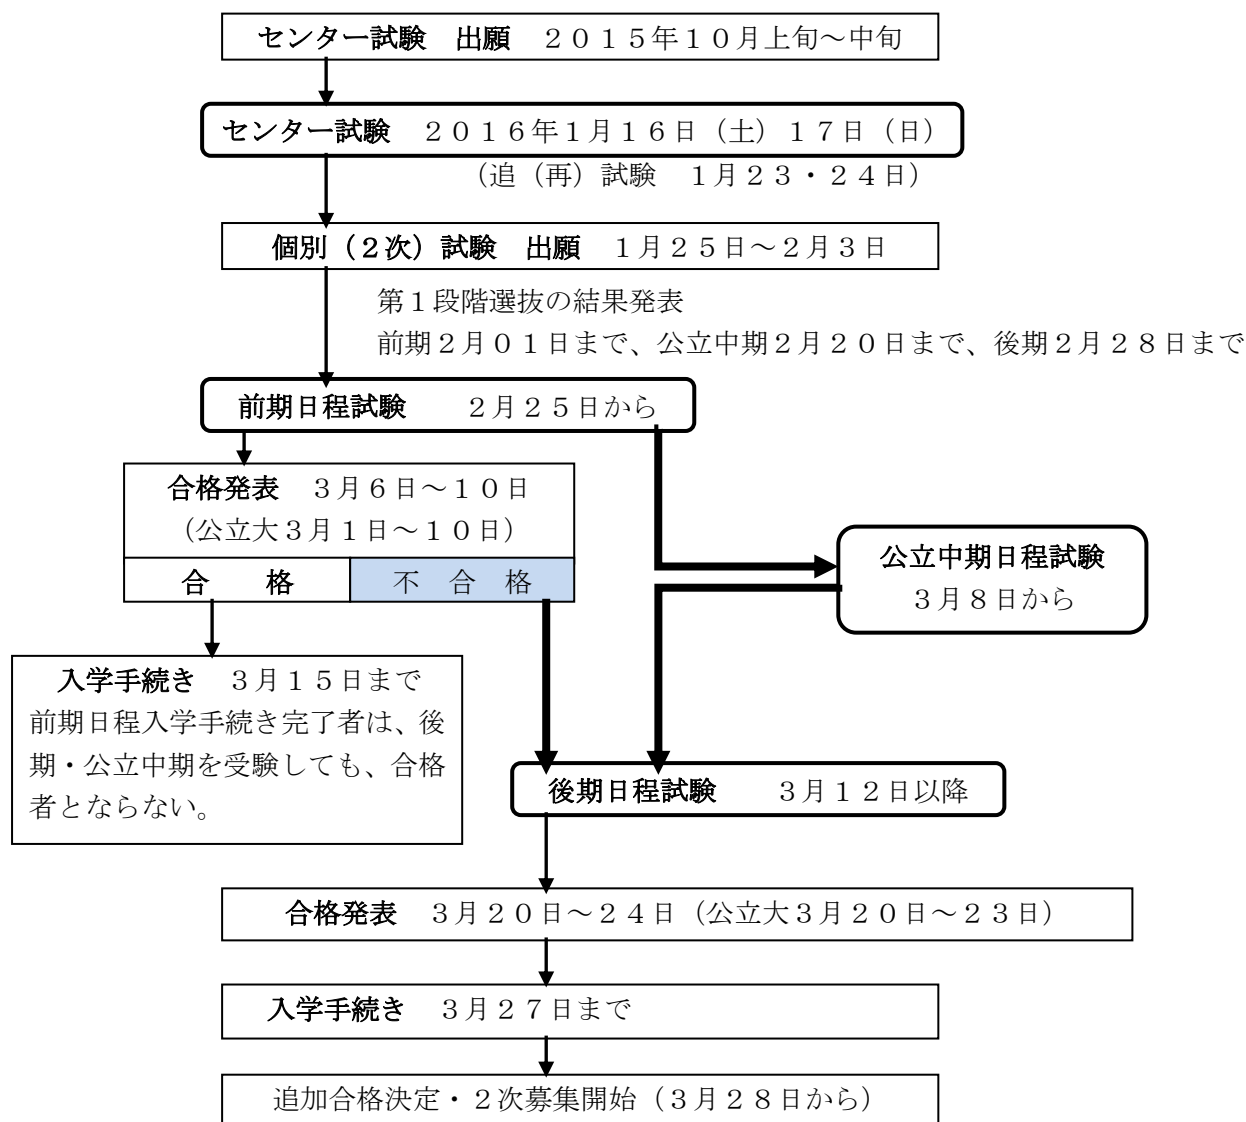 センター試験　出願　２０１５年１０月上旬～中旬
センター試験　２０１６年１月１６日（土）１７日（日）
（追（再）試験　１月２３・２４日）
個別（２次）試験　出願　１月２５日～２月３日
第１段階選抜の結果発表
前期２月０１日まで、公立中期２月２０日まで、後期２月２８日まで
前期日程試験　　２月２５日から
合格発表　３月６日～１０日
（公立大３月１日～１０日）
合　　格
不　合　格
公立中期日程試験
３月８日から
入学手続き　３月１５日まで
前期日程入学手続き完了者は、後
期・公立中期を受験しても、合格
者とならない。
後期日程試験　　３月１２日以降
合格発表　３月２０日～２４日（公立大３月２０日～２３日）
入学手続き　３月２７日まで
追加合格決定・２次募集開始（３月２８日から）